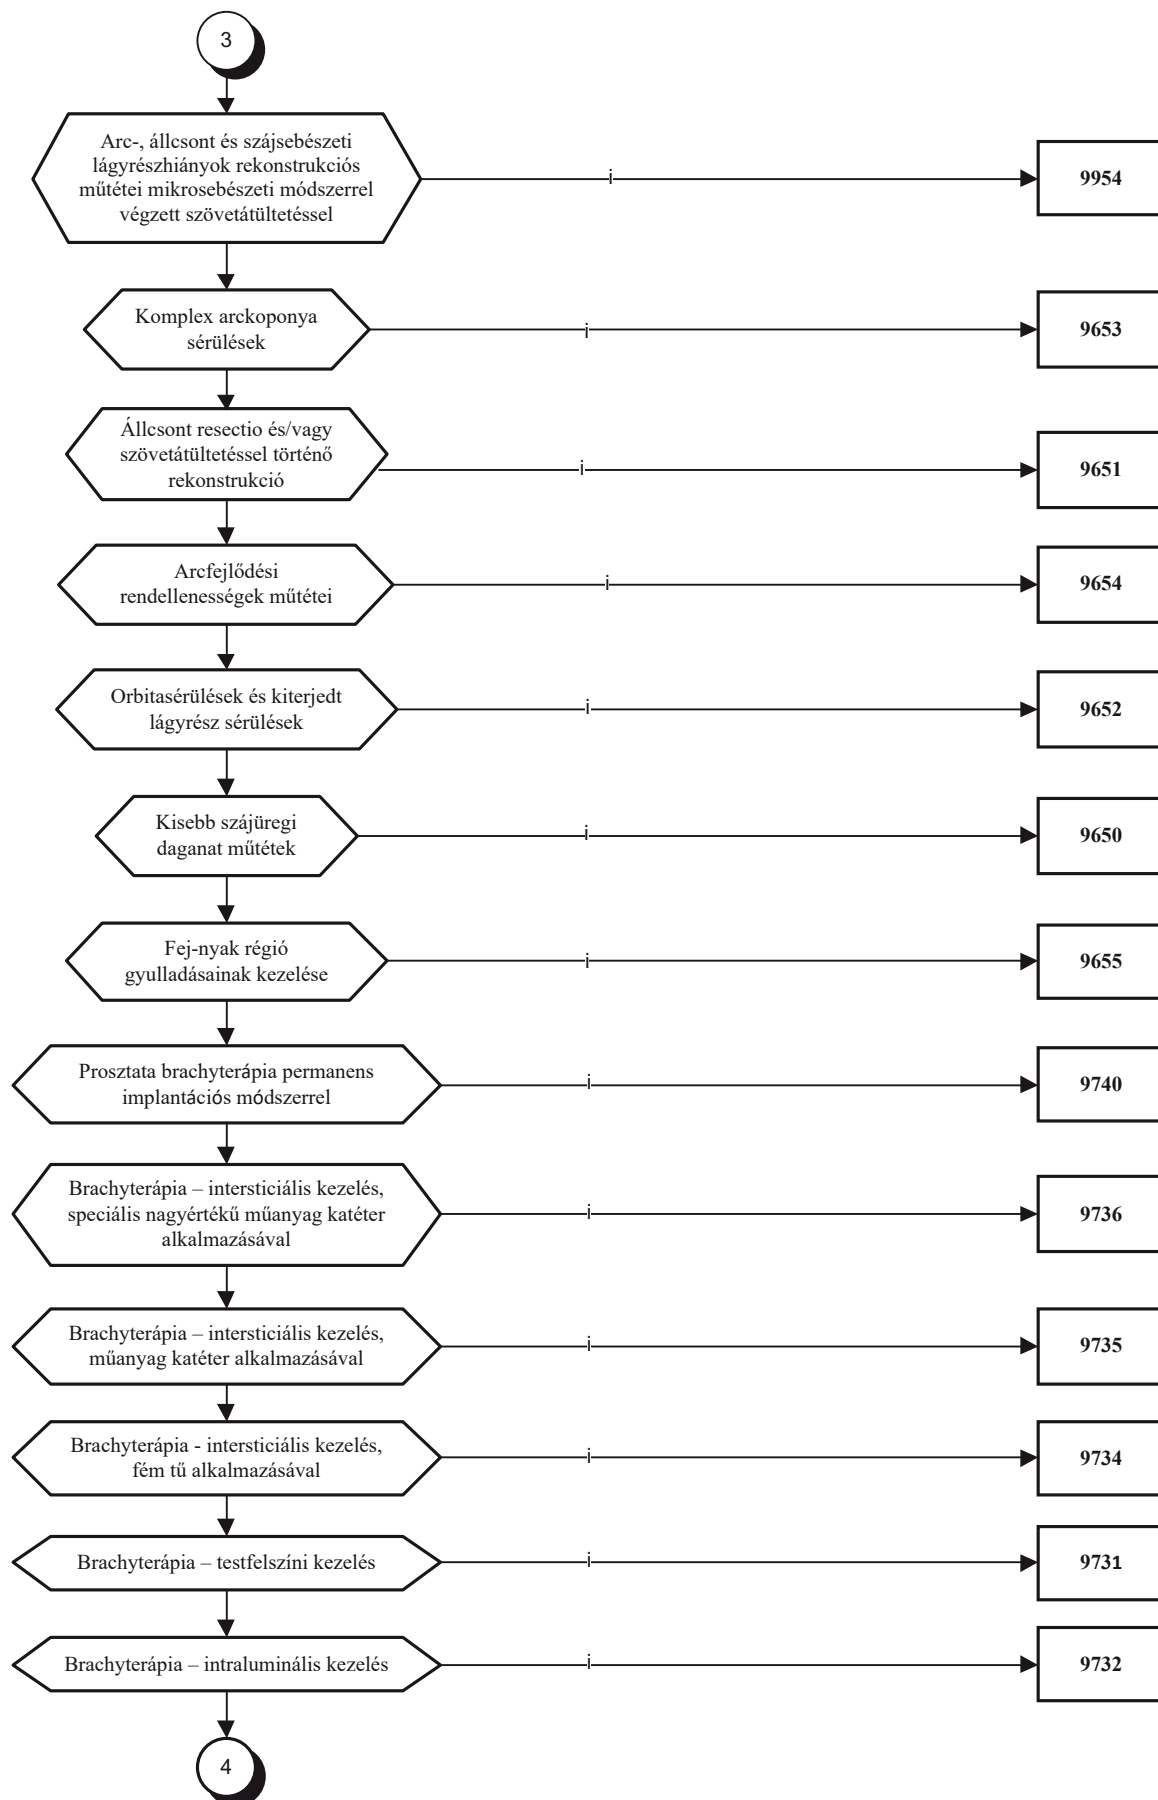 3
Arc-, állcsont és szájsebészeti
lágyrészhiányok rekonstrukciós
műtétei mikrosebészeti módszerrel
végzett szövetátültetéssel
i
9954
Komplex arckoponya
sérülések
i
9653
Állcsont resectio és/vagy
szövetátültetéssel történő
rekonstrukció
i
9651
Arcfejlődési
rendellenességek műtétei
i
9654
Orbitasérülések és kiterjedt
lágyrész sérülések
i
9652
Kisebb szájüregi
daganat műtétek
i
9650
Fej-nyak régió
gyulladásainak kezelése
i
9655
Prosztata brachyterápia permanens
implantációs módszerrel
i
9740
Brachyterápia – intersticiális kezelés,
speciális nagyértékű műanyag katéter
alkalmazásával
i
9736
Brachyterápia – intersticiális kezelés,
műanyag katéter alkalmazásával
i
9735
Brachyterápia - intersticiális kezelés,
fém tű alkalmazásával
i
9734
Brachyterápia – testfelszíni kezelés
i
9731
Brachyterápia – intraluminális kezelés
i
9732
4